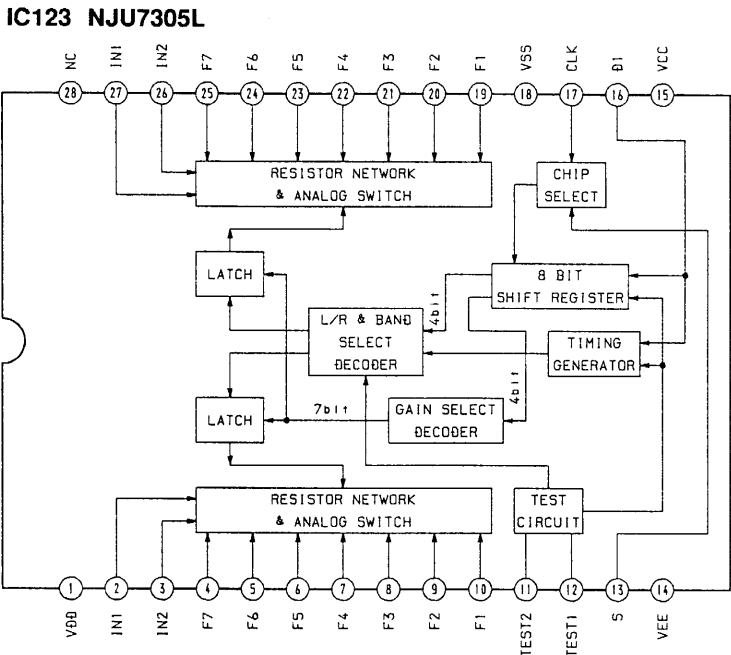 IC123 NJU7305L
NC IN1 IN2 F7 F6 F5 F4 F3 F2 F1 VSS CLK D1 VCC
28 27 26 25 24 23 22 21 20 19 18 17 16 15
RESISTOR NETWORK
& ANALOG SWITCH
CHIP
SELECT
LATCH
8 BIT
SHIFT REGISTER
4bit
L/R & BAND
SELECT
DECODER
TIMING
GENERATOR
4bit
LATCH
7bit
GAIN SELECT
DECODER
RESISTOR NETWORK
& ANALOG SWITCH
TEST
CIRCUIT
1 2 3 4 5 6 7 8 9 10 11 12 13 14
VDD IN1 IN2 F7 F6 F5 F4 F3 F2 F1 TEST2 TEST1 S VEE